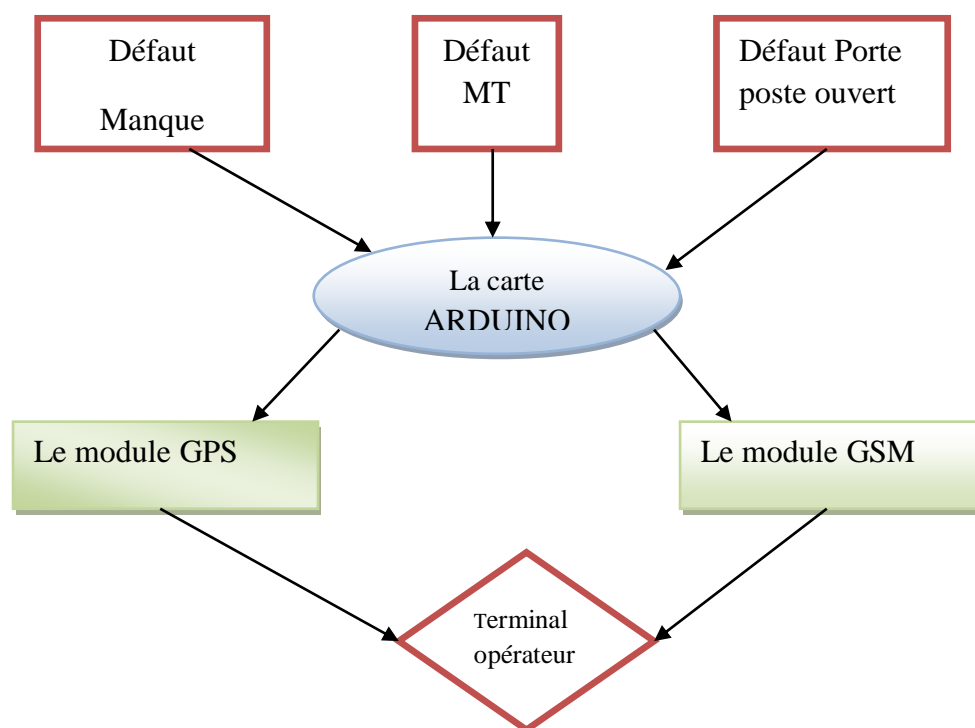 Défaut
Manque
Défaut
MT
Défaut Porte
poste ouvert
La carte
ARDUINO
Le module GPS
Le module GSM
Terminal
opérateur